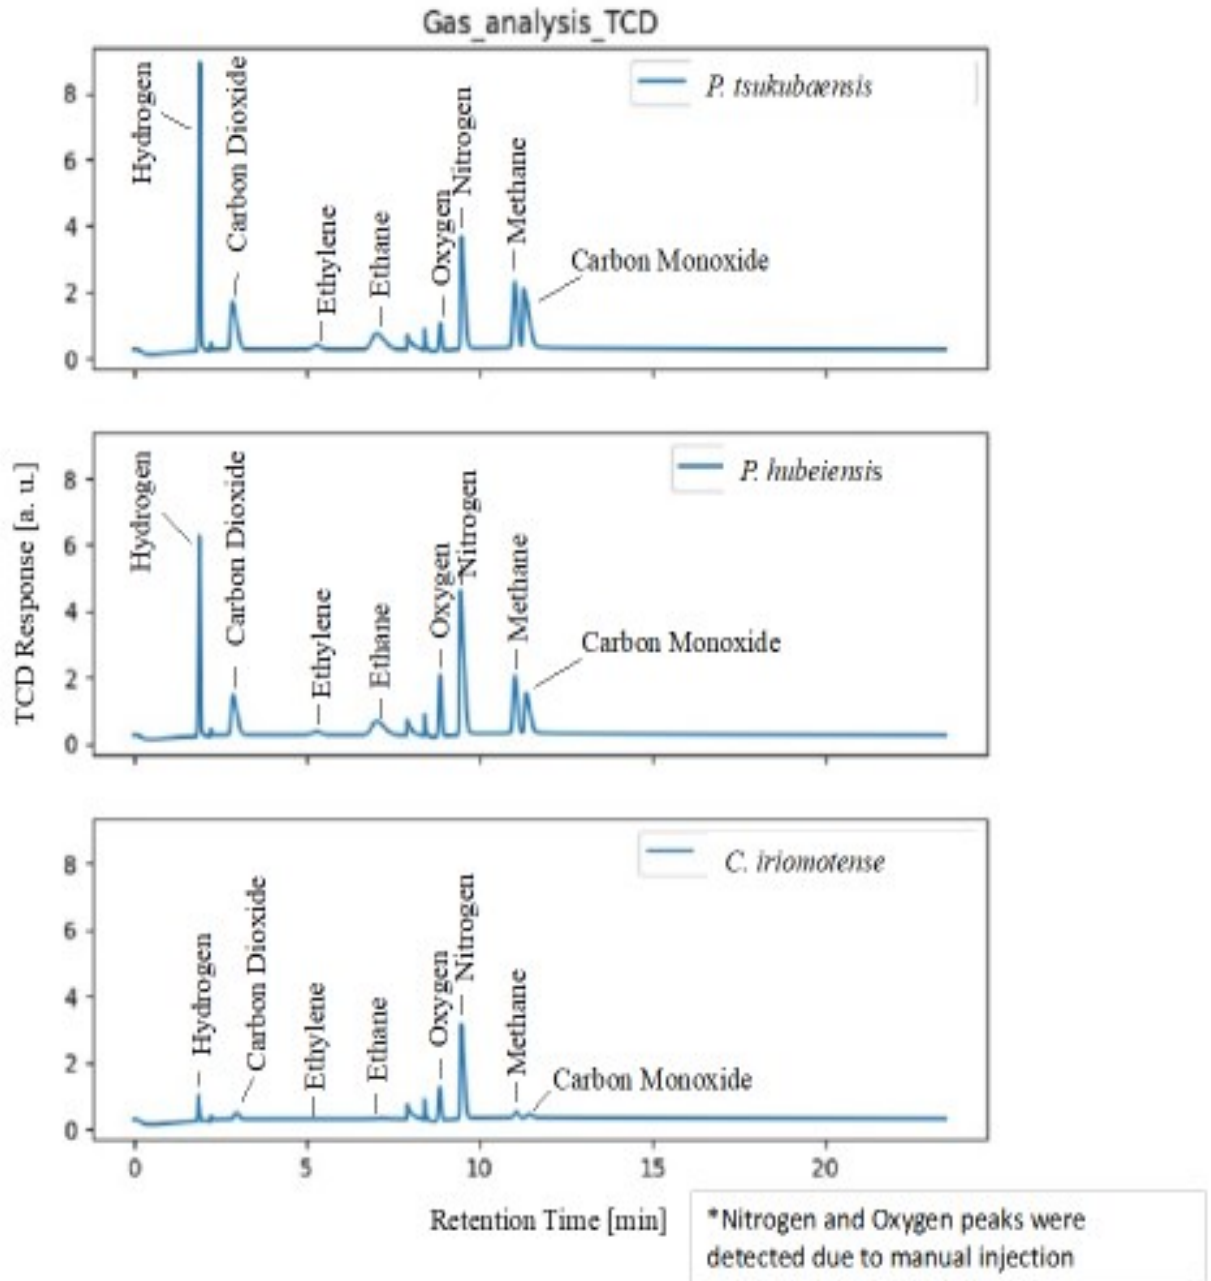 Gas_analysis_TCD
P. tsukubaensis
Hydrogen
Carbon Dioxide
Ethylene
Ethane
Oxygen
Nitrogen
Methane
Carbon Monoxide
8
6
4
2
0
P. hubeiensis
Hydrogen
Carbon Dioxide
Ethylene
Ethane
Oxygen
Nitrogen
Methane
Carbon Monoxide
8
6
4
2
0
TCD Response [a. u.]
C. iriomotense
Hydrogen
Carbon Dioxide
Ethylene
Ethane
Oxygen
Nitrogen
Methane
Carbon Monoxide
8
6
4
2
0
0 5 10 15 20
Retention Time [min]
*Nitrogen and Oxygen peaks were
detected due to manual injection